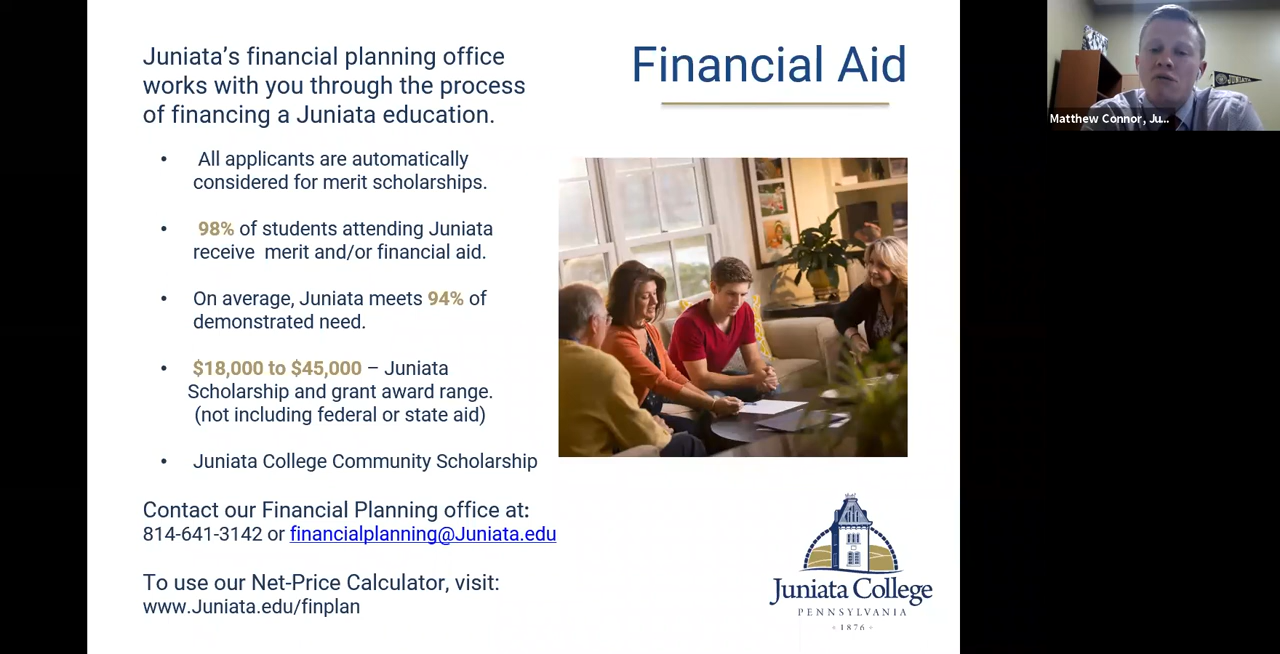 Juniata's financial planning office
works with you through the process
of financing a Juniata education.
• All applicants are automatically
considered for merit scholarships.
• 98% of students attending Juniata
receive merit and/or financial aid.
• On average, Juniata meets 94% of
demonstrated need.
• $18,000 to $45,000 – Juniata
Scholarship and grant award range.
(not including federal or state aid)
• Juniata College Community Scholarship
Contact our Financial Planning office at:
814-641-3142 or financialplanning@Juniata.edu
To use our Net-Price Calculator, visit:
www.Juniata.edu/finplan
Financial Aid
Juniata College
PENNSYLVANIA
1876
Matthew Connor, Ju...
JUNIATA